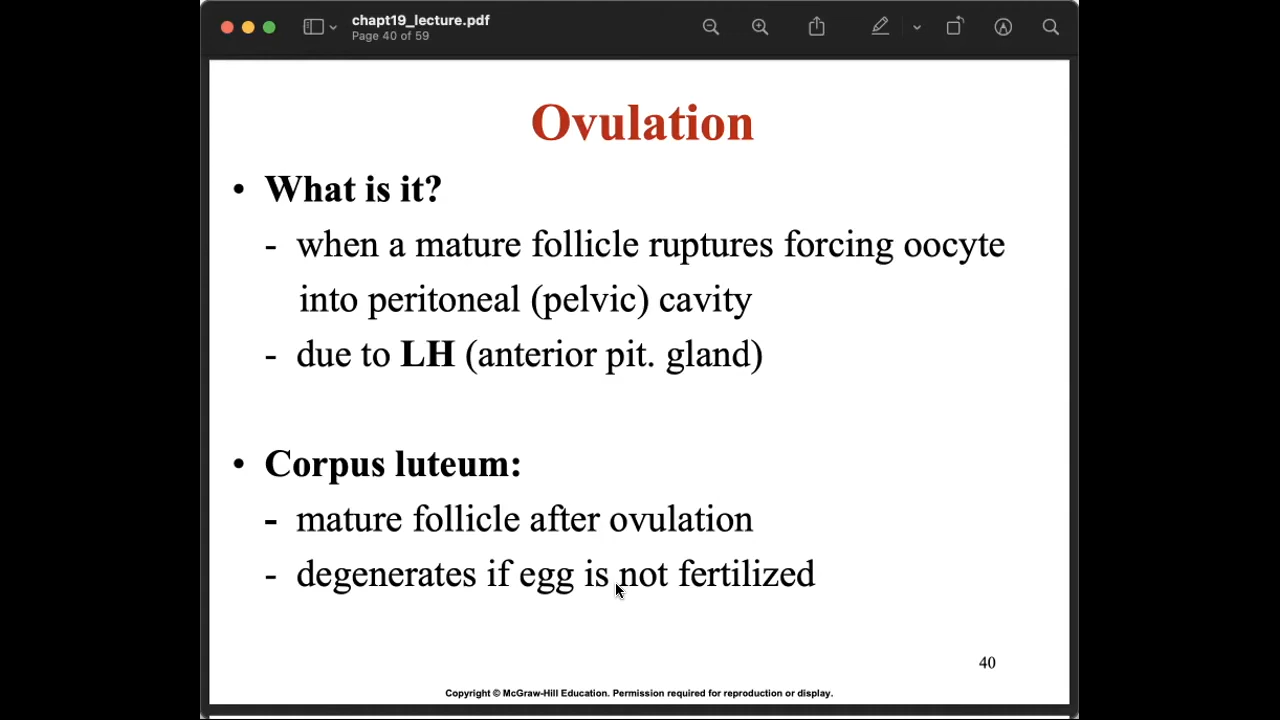 chapt19_lecture.pdf
Page 40 of 59
Ovulation
• What is it?
- when a mature follicle ruptures forcing oocyte
into peritoneal (pelvic) cavity
- due to LH (anterior pit. gland)
• Corpus luteum:
- mature follicle after ovulation
- degenerates if egg is not fertilized
40
Copyright © McGraw-Hill Education. Permission required for reproduction or display.